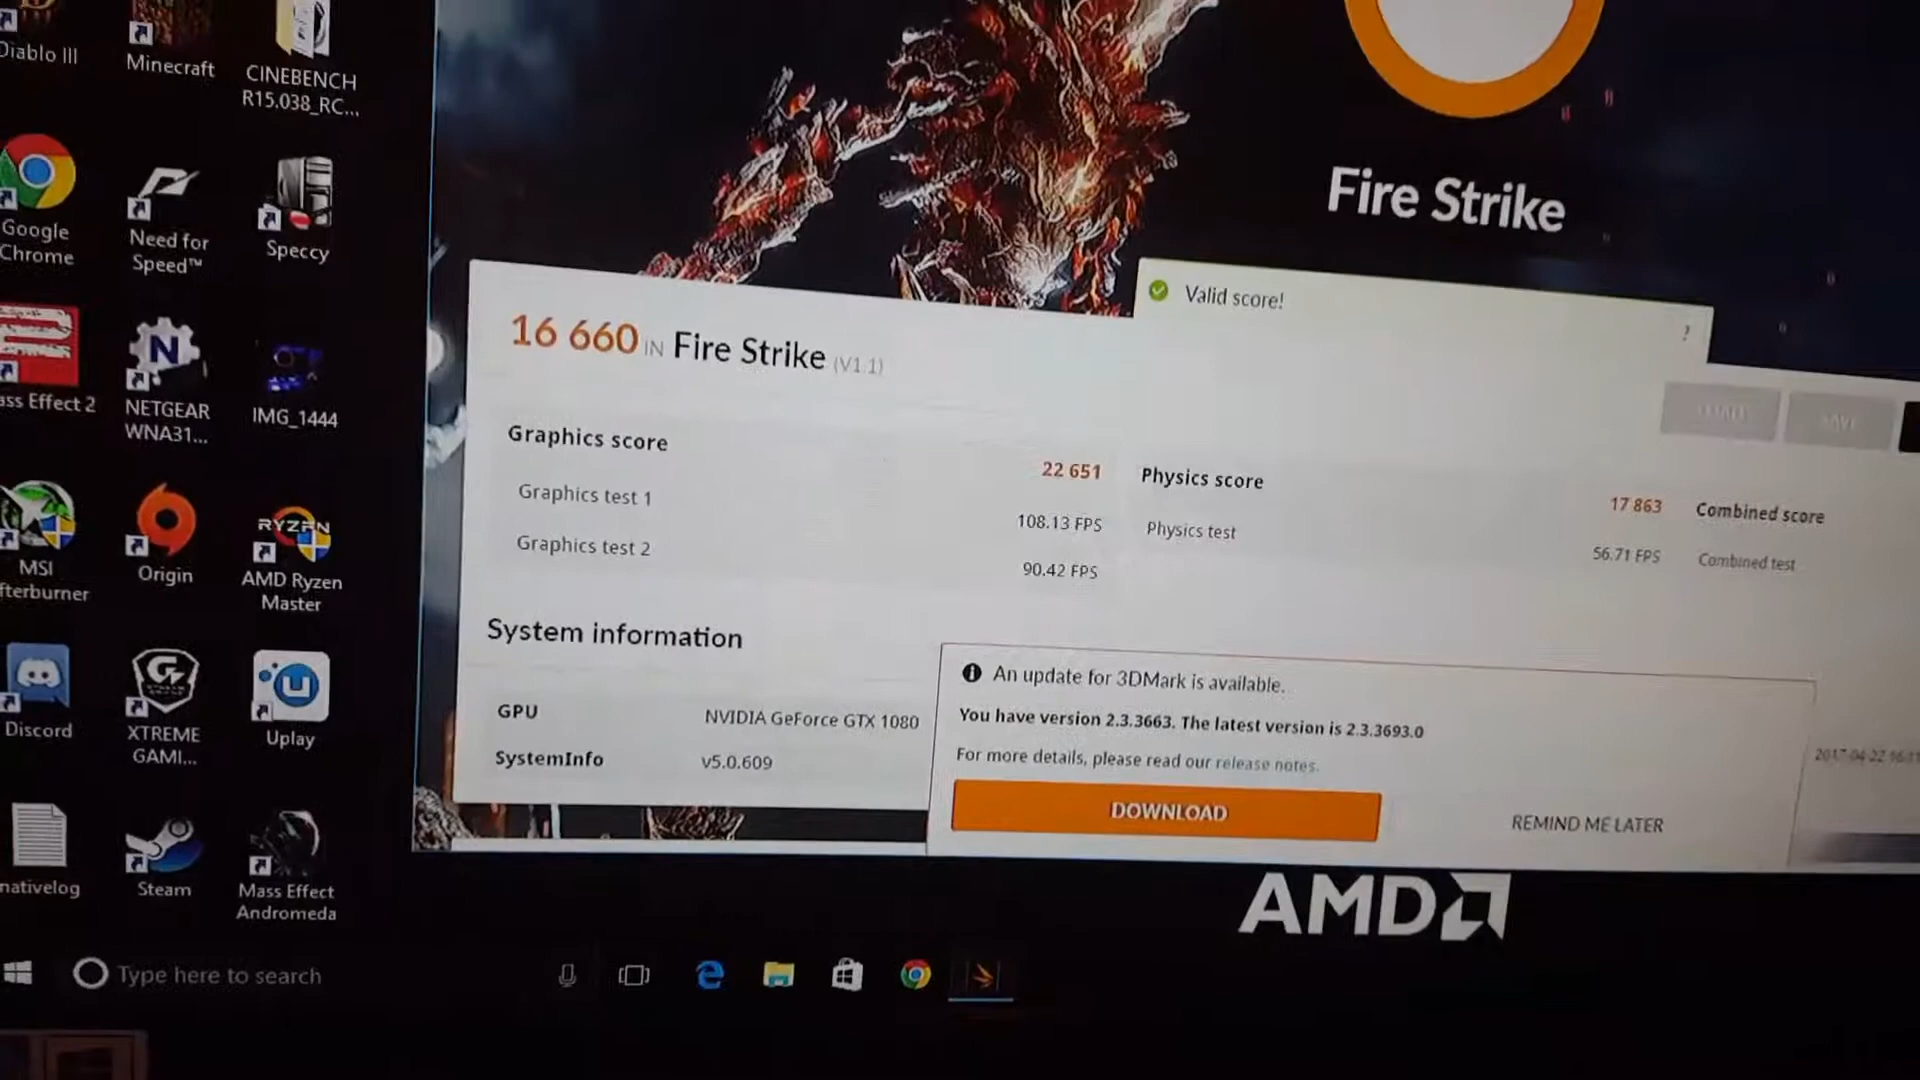 Diablo III
Minecraft
CINEBENCH
R15.038_RC...
Google
Chrome
Need for
Speed™
Speccy
ass Effect 2
NETGEAR
WNA31...
IMG_1444
MSI
fterburner
Origin
RYZEN
AMD Ryzen
Master
Discord
XTREME
GAMI...
Uplay
nativelog
Steam
Mass Effect
Andromeda
Fire Strike
Valid score!
?
16 660 IN Fire Strike (V1.1)
SAVE
Graphics score 22 651
Graphics test 1 108.13 FPS
Graphics test 2 90.42 FPS
Physics score 17 863
Physics test 56.71 FPS
Combined score
Combined test
System information
GPU NVIDIA GeForce GTX 1080
SystemInfo v5.0.609
An update for 3DMark is available.
You have version 2.3.3663. The latest version is 2.3.3693.0
For more details, please read our release notes.
DOWNLOAD
REMIND ME LATER
AMD
Type here to search